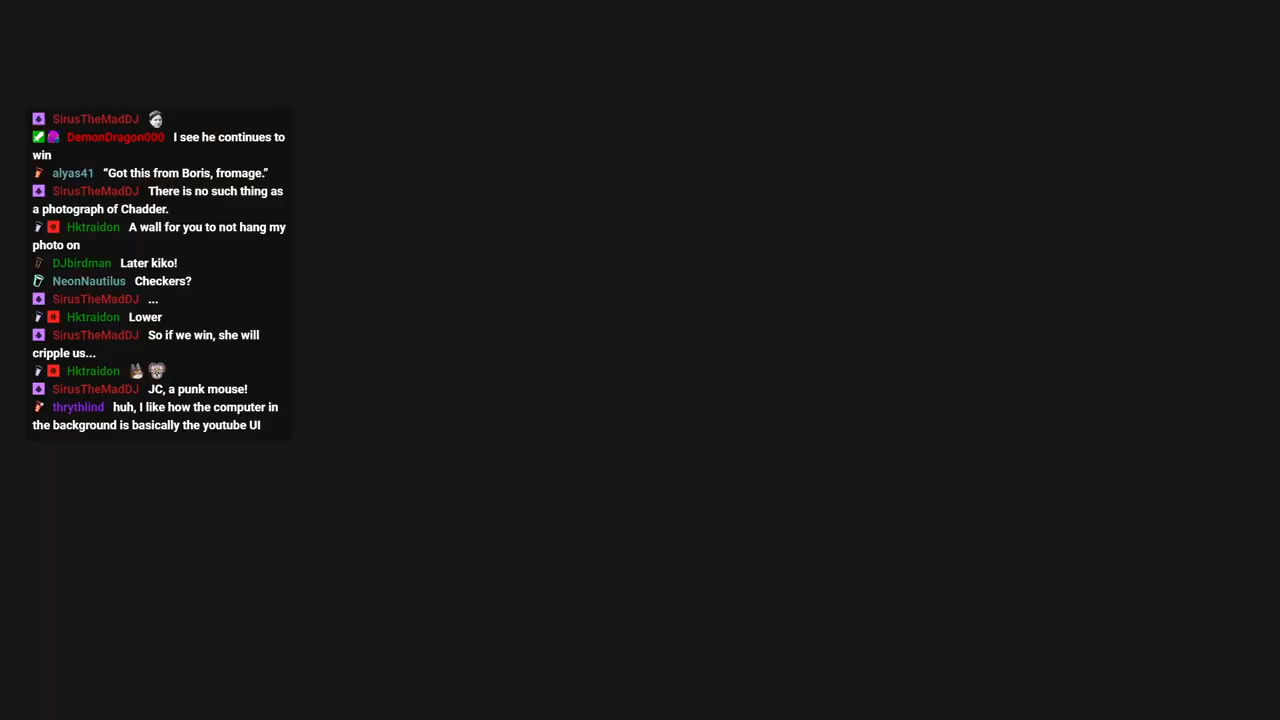 SirusTheMadDJ
DemonDragon000 I see he continues to
win
alyas41 “Got this from Boris, fromage.”
SirusTheMadDJ There is no such thing as
a photograph of Chadder.
Hktraidon A wall for you to not hang my
photo on
DJbirdman Later kiko!
NeonNautilus Checkers?
SirusTheMadDJ ...
Hktraidon Lower
SirusTheMadDJ So if we win, she will
cripple us...
Hktraidon
SirusTheMadDJ JC, a punk mouse!
thrythlind huh, I like how the computer in
the background is basically the youtube UI